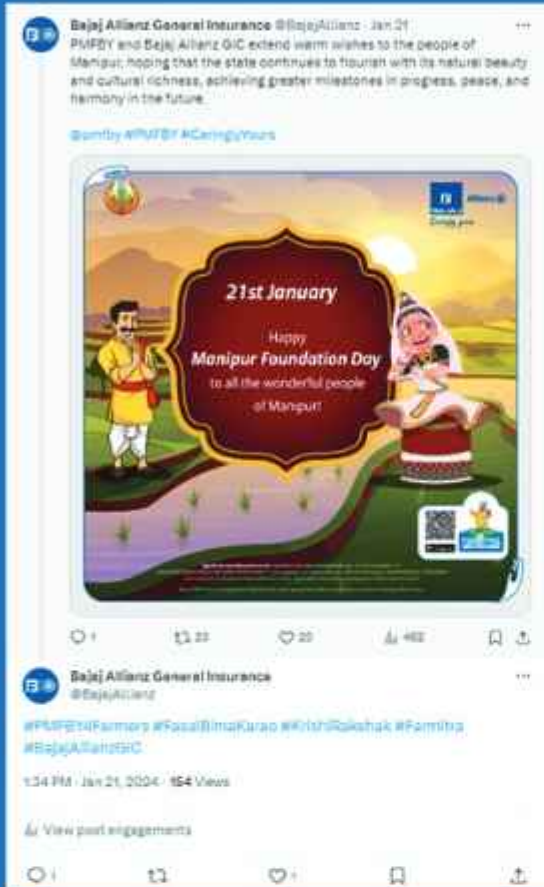 Bajaj Allianz General Insurance @BajajAllianz · Jan 21
PMFBY and Bajaj Allianz GIC extend warm wishes to the people of
Manipur, hoping that the state continues to flourish with its natural beauty
and cultural richness, achieving greater milestones in progress, peace, and
harmony in the future.
@pmfby #PMFBY #CaringlyYours
Allianz
21st January
Happy
Manipur Foundation Day
to all the wonderful people
of Manipur!
1 23 20 462
Bajaj Allianz General Insurance
@BajajAllianz
#PMFBY4Farmers #FasalBimaKarao #KrishiRakshak #Farmitra
#BajajAllianzGIC
1:34 PM · Jan 21, 2024 · 154 Views
View post engagements
1 1